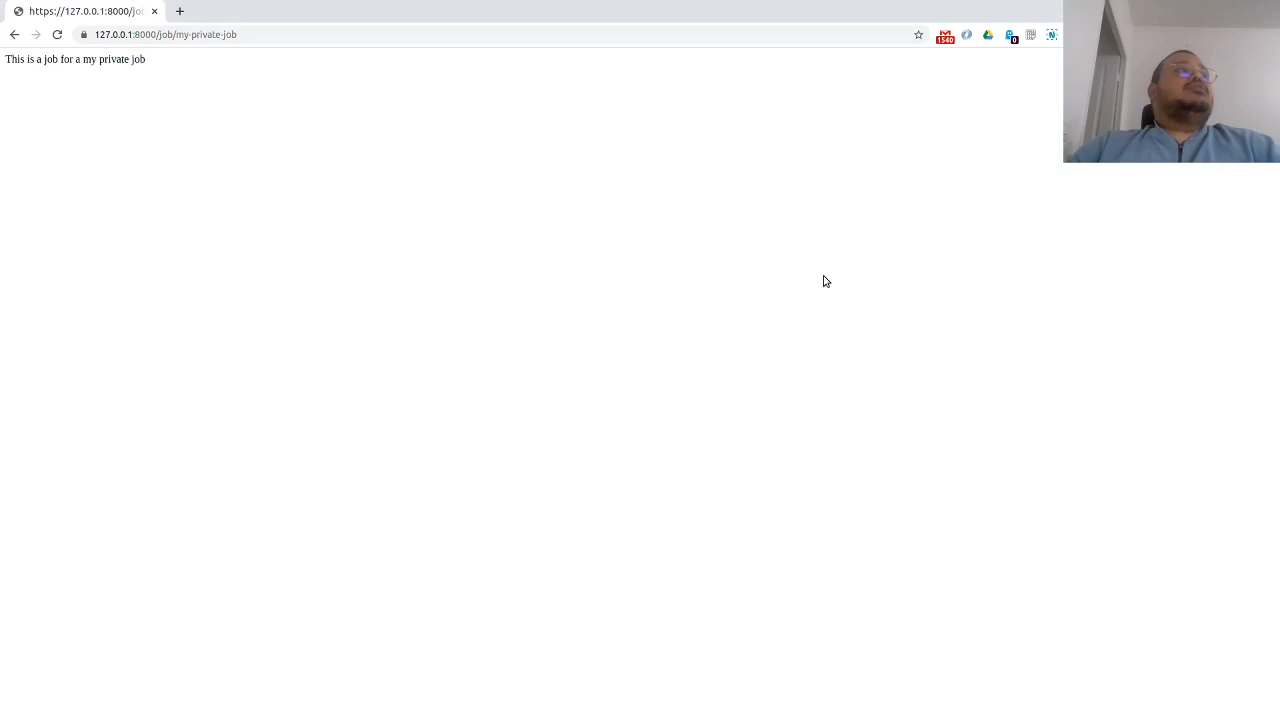 https://127.0.0.1:8000/jo
127.0.0.1:8000/job/my-private-job
1540
0
N
This is a job for a my private job